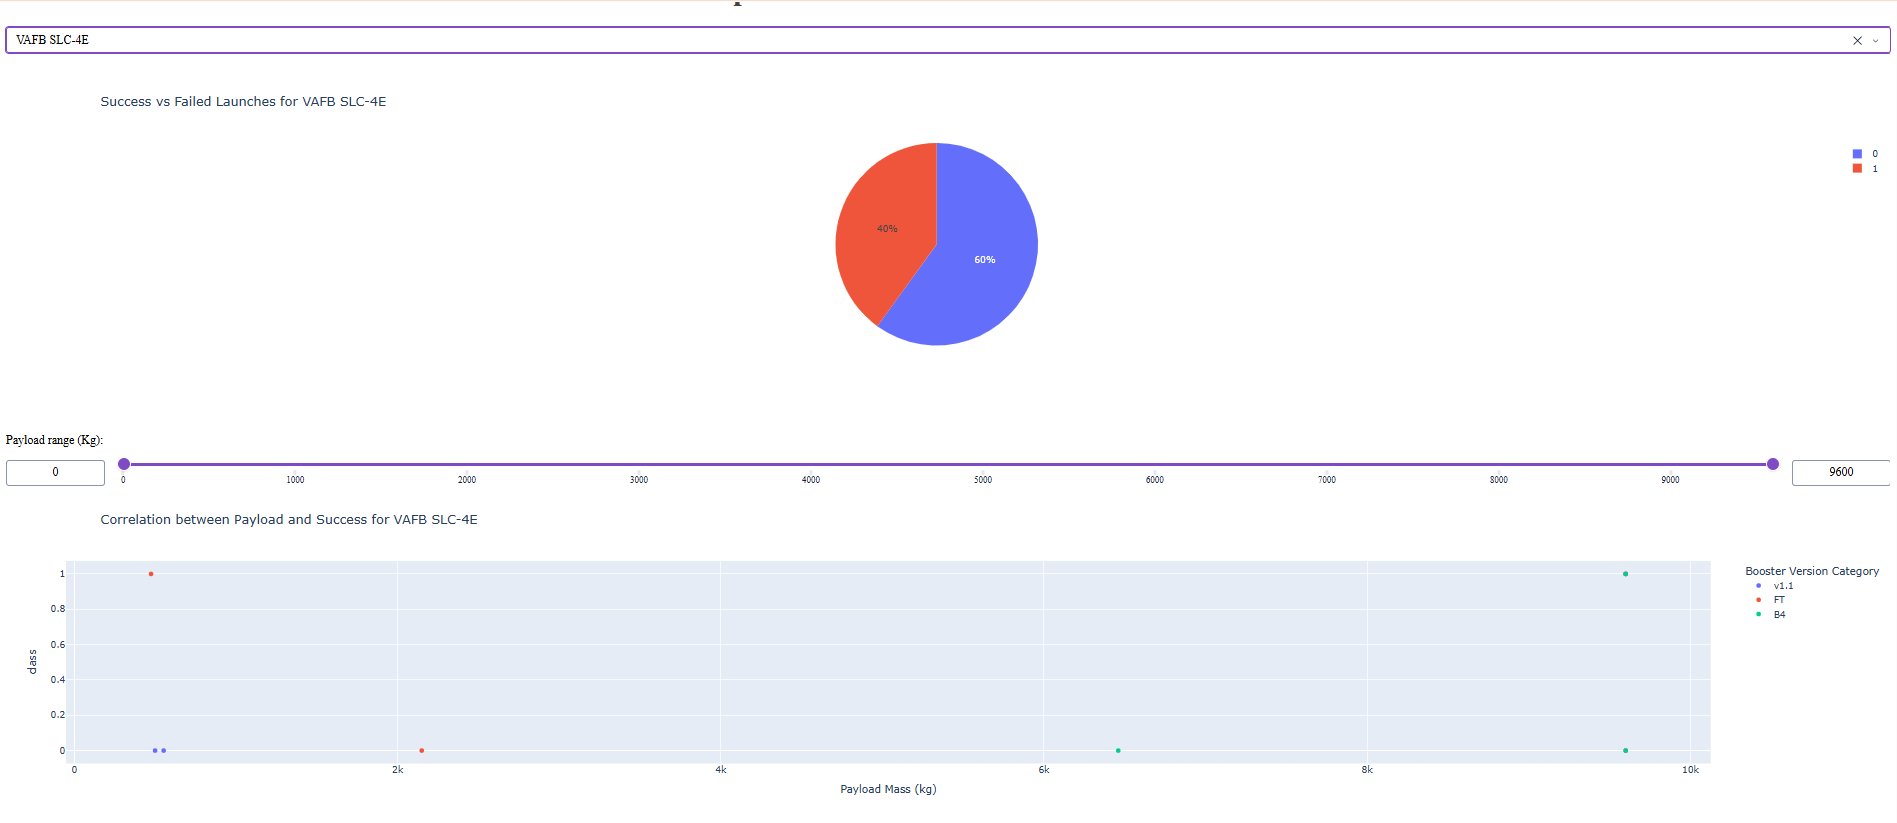 VAFB SLC-4E
Success vs Failed Launches for VAFB SLC-4E
0
1
40%
60%
Payload range (Kg):
0
9600
0 1000 2000 3000 4000 5000 6000 7000 8000 9000
Correlation between Payload and Success for VAFB SLC-4E
Booster Version Category
v1.1
FT
B4
1
0.8
0.6
0.4
0.2
0
class
0 2k 4k 6k 8k 10k
Payload Mass (kg)